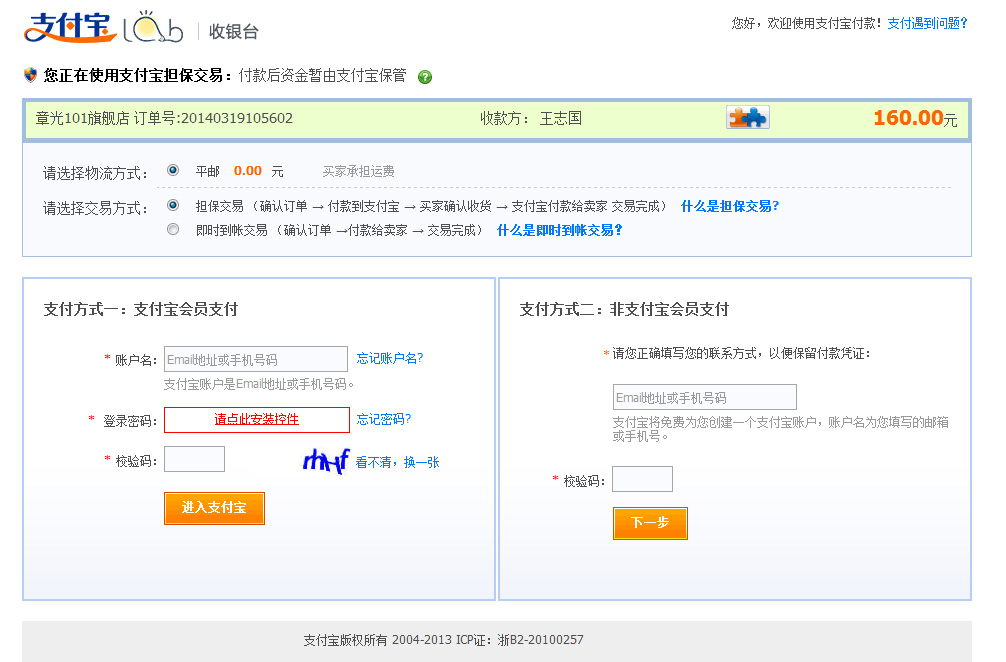 支付宝 Lab | 收银台
您好，欢迎使用支付宝付款！ 支付遇到问题？
您正在使用支付宝担保交易：付款后资金暂由支付宝保管 ?
章光101旗舰店 订单号:20140319105602 收款方： 王志国 160.00元
请选择物流方式： 平邮 0.00 元 买家承担运费
请选择交易方式： 担保交易 （确认订单 → 付款到支付宝 → 买家确认收货 → 支付宝付款给卖家 交易完成） 什么是担保交易？
即时到帐交易 （确认订单 →付款给卖家 → 交易完成） 什么是即时到帐交易？
支付方式一：支付宝会员支付
* 账户名： Email地址或手机号码 忘记账户名？
支付宝账户是Email地址或手机号码。
* 登录密码： 请点此安装控件 忘记密码？
* 校验码： rhHf 看不清，换一张
进入支付宝
支付方式二：非支付宝会员支付
* 请您正确填写您的联系方式，以便保留付款凭证：
Email地址或手机号码
支付宝将免费为您创建一个支付宝账户，账户名为您填写的邮箱
或手机号。
* 校验码：
下一步
支付宝版权所有 2004-2013 ICP证：浙B2-20100257